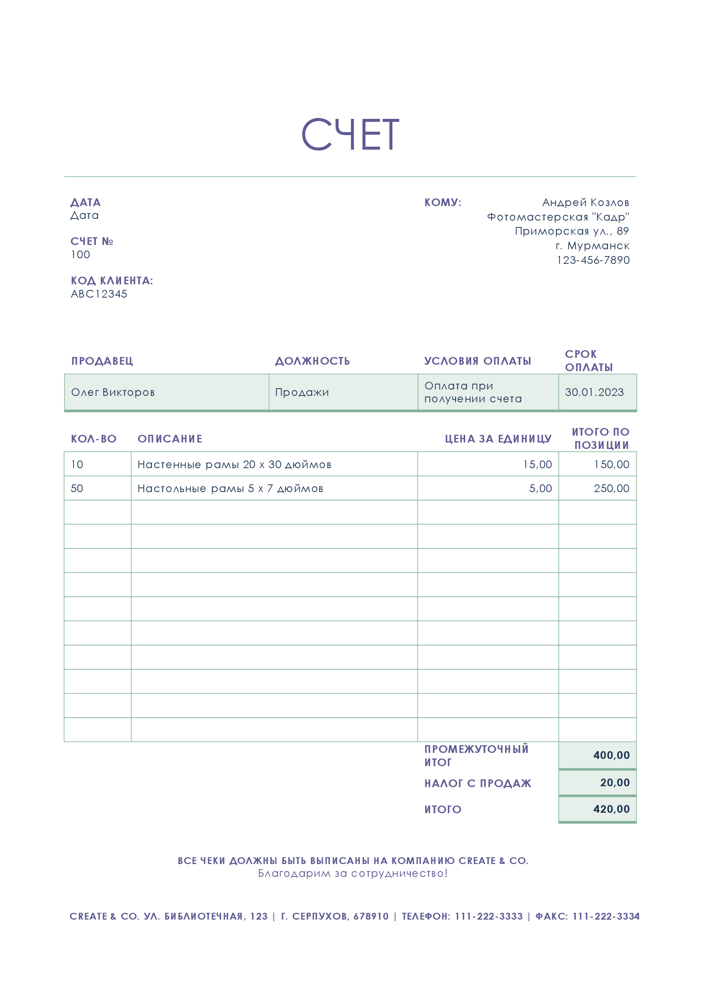 СЧЕТ
ДАТА
Дата
СЧЕТ №
100
КОД КЛИЕНТА:
ABC12345
КОМУ:
Андрей Козлов
Фотомастерская "Кадр"
Приморская ул., 89
г. Мурманск
123-456-7890
ПРОДАВЕЦ ДОЛЖНОСТЬ УСЛОВИЯ ОПЛАТЫ СРОК
ОПЛАТЫ
Олег Викторов Продажи Оплата при
получении счета 30.01.2023
КОЛ-ВО ОПИСАНИЕ ЦЕНА ЗА ЕДИНИЦУ ИТОГО ПО
ПОЗИЦИИ
10 Настенные рамы 20 x 30 дюймов 15,00 150,00
50 Настольные рамы 5 x 7 дюймов 5,00 250,00
ПРОМЕЖУТОЧНЫЙ
ИТОГ 400,00
НАЛОГ С ПРОДАЖ 20,00
ИТОГО 420,00
ВСЕ ЧЕКИ ДОЛЖНЫ БЫТЬ ВЫПИСАНЫ НА КОМПАНИЮ CREATE & CO.
Благодарим за сотрудничество!
CREATE & CO. УЛ. БИБЛИОТЕЧНАЯ, 123 | Г. СЕРПУХОВ, 678910 | ТЕЛЕФОН: 111-222-3333 | ФАКС: 111-222-3334